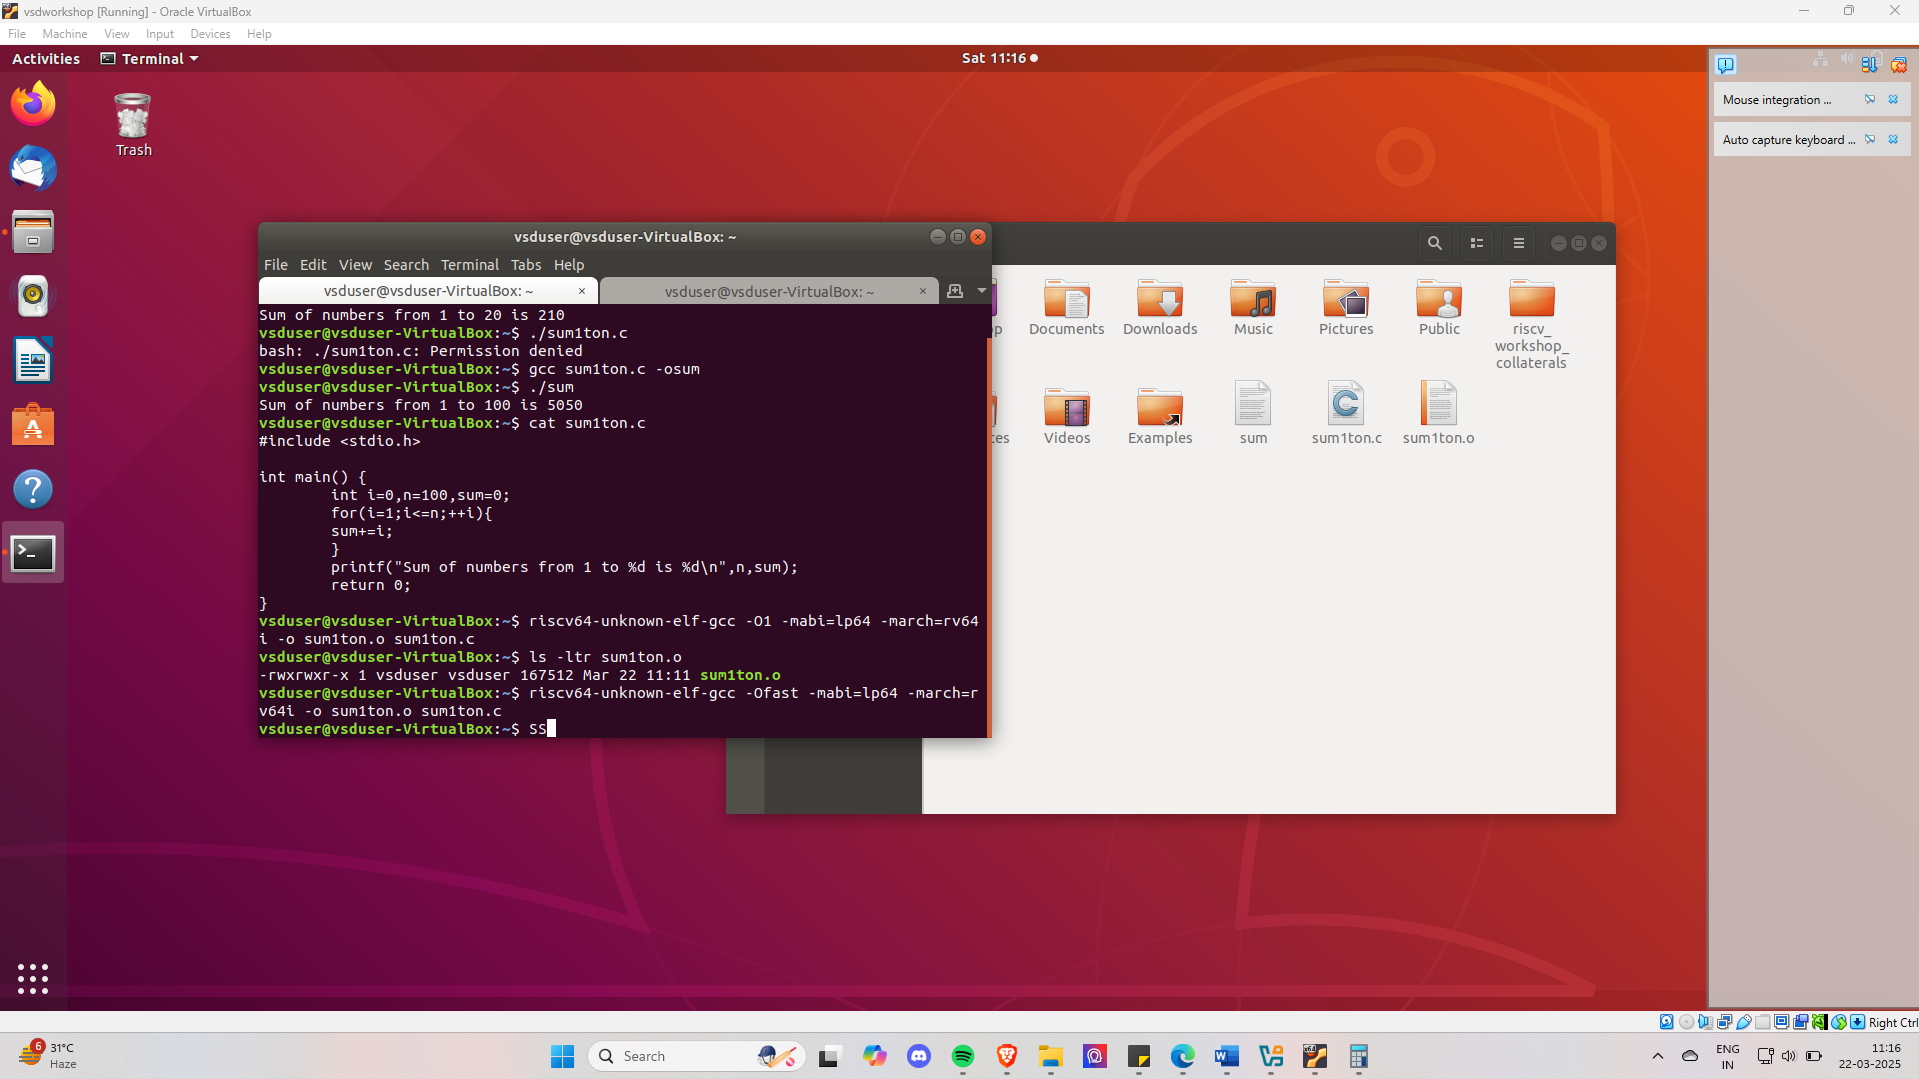 vsdworkshop [Running] - Oracle VirtualBox
File Machine View Input Devices Help
Activities Terminal Sat 11:16
Mouse integration ...
Auto capture keyboard ...
Trash
vsduser@vsduser-VirtualBox: ~
File Edit View Search Terminal Tabs Help
vsduser@vsduser-VirtualBox: ~ × vsduser@vsduser-VirtualBox: ~ ×
Sum of numbers from 1 to 20 is 210
vsduser@vsduser-VirtualBox:~$ ./sum1ton.c
bash: ./sum1ton.c: Permission denied
vsduser@vsduser-VirtualBox:~$ gcc sum1ton.c -osum
vsduser@vsduser-VirtualBox:~$ ./sum
Sum of numbers from 1 to 100 is 5050
vsduser@vsduser-VirtualBox:~$ cat sum1ton.c
#include <stdio.h>
int main() {
int i=0,n=100,sum=0;
for(i=1;i<=n;++i){
sum+=i;
}
printf("Sum of numbers from 1 to %d is %d\n",n,sum);
return 0;
}
vsduser@vsduser-VirtualBox:~$ riscv64-unknown-elf-gcc -O1 -mabi=lp64 -march=rv64
i -o sum1ton.o sum1ton.c
vsduser@vsduser-VirtualBox:~$ ls -ltr sum1ton.o
-rwxrwxr-x 1 vsduser vsduser 167512 Mar 22 11:11 sum1ton.o
vsduser@vsduser-VirtualBox:~$ riscv64-unknown-elf-gcc -Ofast -mabi=lp64 -march=r
v64i -o sum1ton.o sum1ton.c
vsduser@vsduser-VirtualBox:~$ SS
Documents Downloads Music Pictures Public riscv_
workshop_
collaterals
Videos Examples sum sum1ton.c sum1ton.o
Right Ctrl
6
31°C
Haze
Search
ENG
IN
11:16
22-03-2025